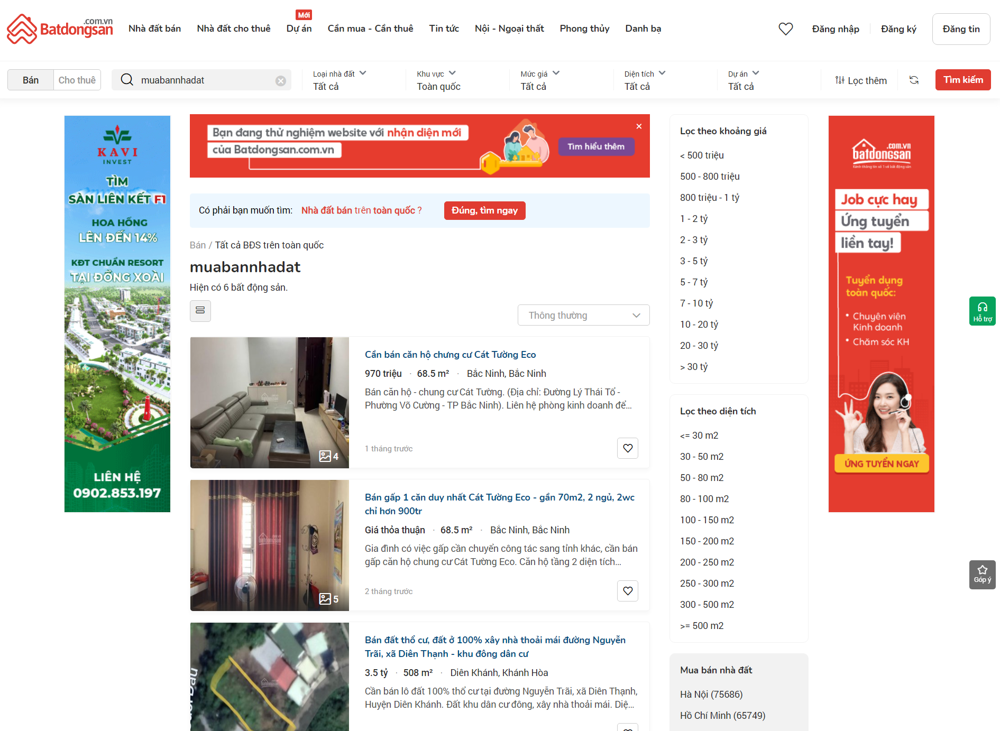 Batdongsan
.com.vn
Nhà đất bán
Nhà đất cho thuê
Mới
Dự án
Cần mua - Cần thuê
Tin tức
Nội - Ngoại thất
Phong thủy
Danh bạ
Đăng nhập
Đăng ký
Đăng tin
Bán
Cho thuê
muabannhadat
Loại nhà đất
Tất cả
Khu vực
Toàn quốc
Mức giá
Tất cả
Diện tích
Tất cả
Dự án
Tất cả
Lọc thêm
Tìm kiếm
KAVI
INVEST
TÌM
SÀN LIÊN KẾT F1
HOA HỒNG
LÊN ĐẾN 14%
KĐT CHUẨN RESORT
TẠI ĐỒNG XOÀI
LIÊN HỆ
0902.853.197
Bạn đang thử nghiệm website với nhận diện mới
của Batdongsan.com.vn
Tìm hiểu thêm
Có phải bạn muốn tìm: Nhà đất bán trên toàn quốc ?
Đúng, tìm ngay
Bán / Tất cả BĐS trên toàn quốc
muabannhadat
Hiện có 6 bất động sản.
Thông thường
4
Cần bán căn hộ chưng cư Cát Tường Eco
970 triệu · 68.5 m² · Bắc Ninh, Bắc Ninh
Bán căn hộ - chung cư Cát Tường. (Địa chỉ: Đường Lý Thái Tổ -
Phường Võ Cường - TP Bắc Ninh). Liên hệ phòng kinh doanh để...
1 tháng trước
5
Bán gấp 1 căn duy nhất Cát Tường Eco - gần 70m2, 2 ngủ, 2wc
chỉ hơn 900tr
Giá thỏa thuận · 68.5 m² · Bắc Ninh, Bắc Ninh
Gia đình có việc gấp cần chuyển công tác sang tỉnh khác, cần bán
gấp căn hộ chung cư Cát Tường Eco. Căn hộ tầng 2 diện tích...
2 tháng trước
Bán đất thổ cư, đất ở 100% xây nhà thoải mái đường Nguyễn
Trãi, xã Diên Thạnh - khu đông dân cư
3.5 tỷ · 508 m² · Diên Khánh, Khánh Hòa
Cần bán lô đất 100% thổ cư tại đường Nguyễn Trãi, xã Diên Thạnh,
Huyện Diên Khánh. Đất khu dân cư đông, xây nhà thoải mái. Diệ...
Lọc theo khoảng giá
< 500 triệu
500 - 800 triệu
800 triệu - 1 tỷ
1 - 2 tỷ
2 - 3 tỷ
3 - 5 tỷ
5 - 7 tỷ
7 - 10 tỷ
10 - 20 tỷ
20 - 30 tỷ
> 30 tỷ
Lọc theo diện tích
<= 30 m2
30 - 50 m2
50 - 80 m2
80 - 100 m2
100 - 150 m2
150 - 200 m2
200 - 250 m2
250 - 300 m2
300 - 500 m2
>= 500 m2
Mua bán nhà đất
Hà Nội (75686)
Hồ Chí Minh (65749)
.com.vn
batdongsan
Kênh thông tin số 1 về bất động sản
Job cực hay
Ứng tuyển
liền tay!
Tuyển dụng
toàn quốc:
• Chuyên viên
Kinh doanh
• Chăm sóc KH
ỨNG TUYỂN NGAY
Hỗ trợ
Góp ý